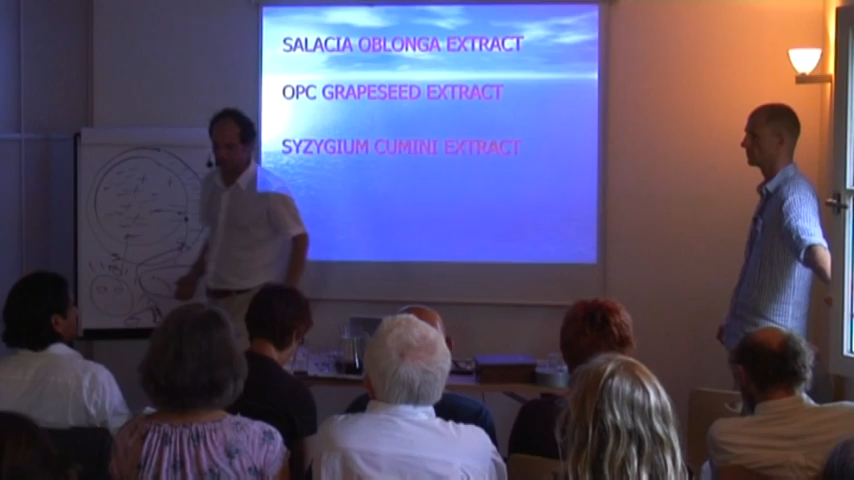 SALACIA OBLONGA EXTRACT
OPC GRAPESEED EXTRACT
SYZYGIUM CUMINI EXTRACT